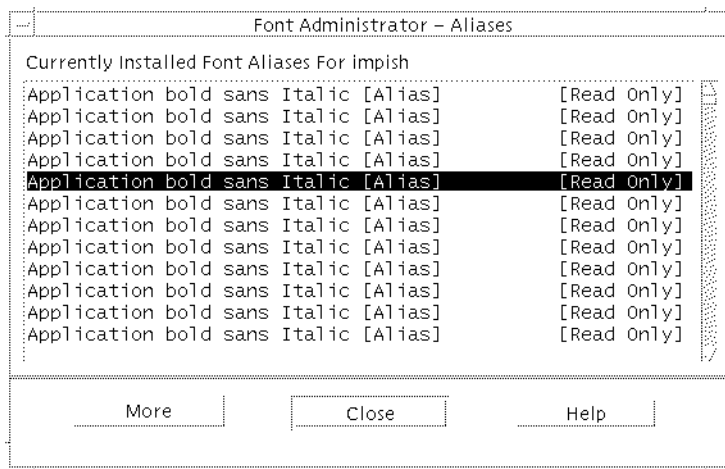 Font Administrator – Aliases
Currently Installed Font Aliases For impish
Application bold sans Italic [Alias] [Read Only]
Application bold sans Italic [Alias] [Read Only]
Application bold sans Italic [Alias] [Read Only]
Application bold sans Italic [Alias] [Read Only]
Application bold sans Italic [Alias] [Read Only]
Application bold sans Italic [Alias] [Read Only]
Application bold sans Italic [Alias] [Read Only]
Application bold sans Italic [Alias] [Read Only]
Application bold sans Italic [Alias] [Read Only]
Application bold sans Italic [Alias] [Read Only]
Application bold sans Italic [Alias] [Read Only]
Application bold sans Italic [Alias] [Read Only]
More Close Help